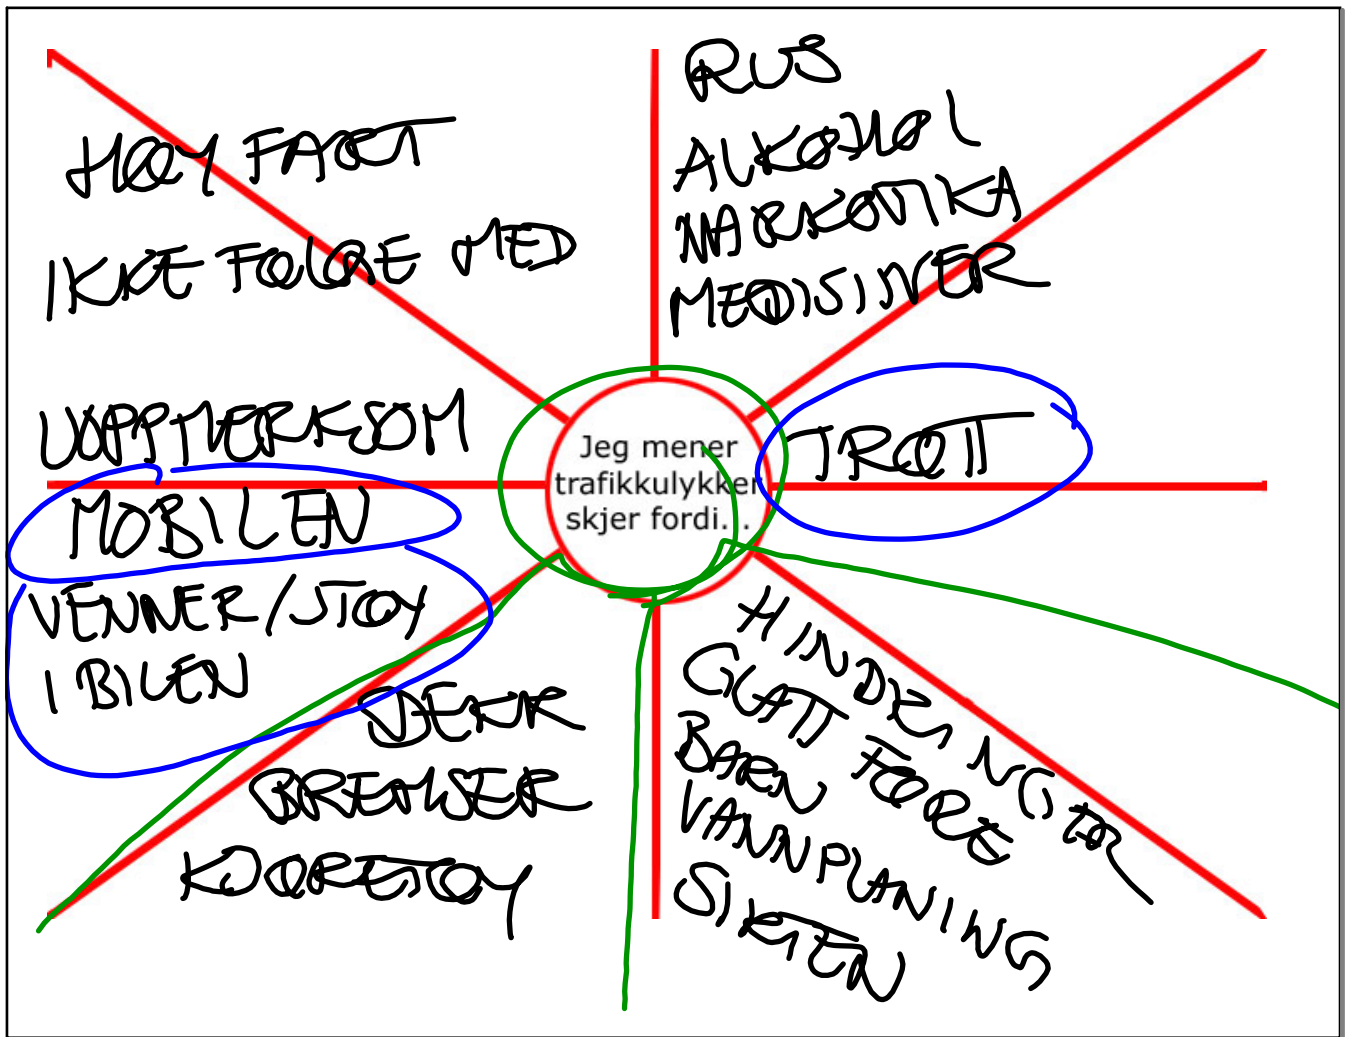 HØY FART
IKKE FØLGE MED
UOPPMERKSOM
MOBILEN
VENNER/STØY
I BILEN
RUS
ALKOHOL
NARKOTIKA
MEDISINER
Jeg mener
trafikkulykker
skjer fordi...
TRØTT
DEKK
BREMSER
KJØRETØY
HINDRINGER
GLATT FØRE
BARN
VANNPLANING
SIKTEN